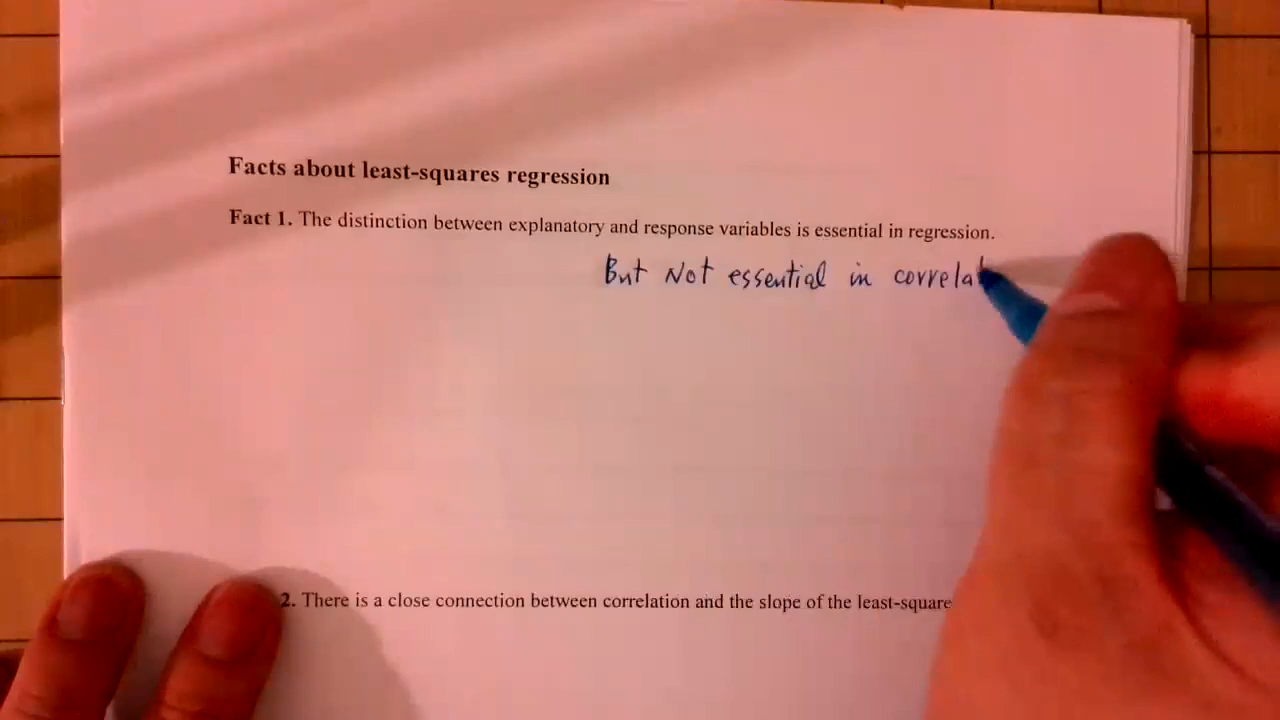 Facts about least-squares regression
Fact 1. The distinction between explanatory and response variables is essential in regression.
But Not essential in correlat
2. There is a close connection between correlation and the slope of the least-square